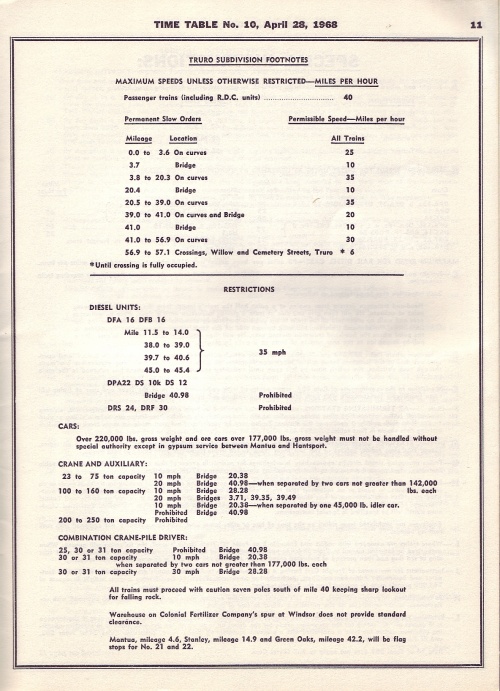 TIME TABLE No. 10, April 28, 1968 11
TRURO SUBDIVISION FOOTNOTES
MAXIMUM SPEEDS UNLESS OTHERWISE RESTRICTED—MILES PER HOUR
Passenger trains (including R.D.C. units) .............................. 40
Permanent Slow Orders Permissible Speed—Miles per hour
Mileage Location All Trains
0.0 to 3.6 On curves 25
3.7 Bridge 10
3.8 to 20.3 On curves 35
20.4 Bridge 10
20.5 to 39.0 On curves 35
39.0 to 41.0 On curves and Bridge 20
41.0 Bridge 10
41.0 to 56.9 On curves 30
56.9 to 57.1 Crossings, Willow and Cemetery Streets, Truro * 6
*Until crossing is fully occupied.
RESTRICTIONS
DIESEL UNITS:
DFA 16 DFB 16
Mile 11.5 to 14.0
38.0 to 39.0
39.7 to 40.6
45.0 to 45.4
35 mph
DPA22 DS 10k DS 12
Bridge 40.98 Prohibited
DRS 24, DRF 30 Prohibited
CARS:
Over 220,000 lbs. gross weight and ore cars over 177,000 lbs. gross weight must not be handled without
special authority except in gypsum service between Mantua and Hantsport.
CRANE AND AUXILIARY:
23 to 75 ton capacity 10 mph Bridge 20.38
20 mph Bridge 40.98—when separated by two cars not greater than 142,000
100 to 160 ton capacity 10 mph Bridge 28.28 lbs. each
20 mph Bridges 3.71, 39.35, 39.49
10 mph Bridge 20.38—when separated by one 45,000 lb. idler car.
Prohibited Bridge 40.98
200 to 250 ton capacity Prohibited
COMBINATION CRANE-PILE DRIVER:
25, 30 or 31 ton capacity Prohibited Bridge 40.98
30 or 31 ton capacity 10 mph Bridge 20.38
when separated by two cars not greater than 177,000 lbs. each
30 or 31 ton capacity 30 mph Bridge 28.28
All trains must proceed with caution seven poles south of mile 40 keeping sharp lookout
for falling rock.
Warehouse on Colonial Fertilizer Company's spur at Windsor does not provide standard
clearance.
Mantua, mileage 4.6, Stanley, mileage 14.9 and Green Oaks, mileage 42.2, will be flag
stops for No. 21 and 22.